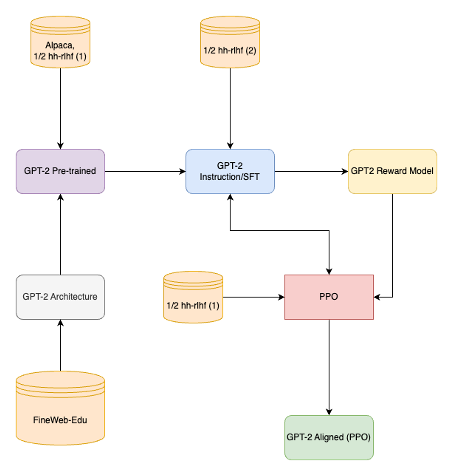 Alpaca,
1/2 hh-rlhf (1)
1/2 hh-rlhf (2)
GPT-2 Pre-trained
GPT-2
Instruction/SFT
GPT2 Reward Model
GPT-2 Architecture
1/2 hh-rlhf (1)
PPO
FineWeb-Edu
GPT-2 Aligned (PPO)